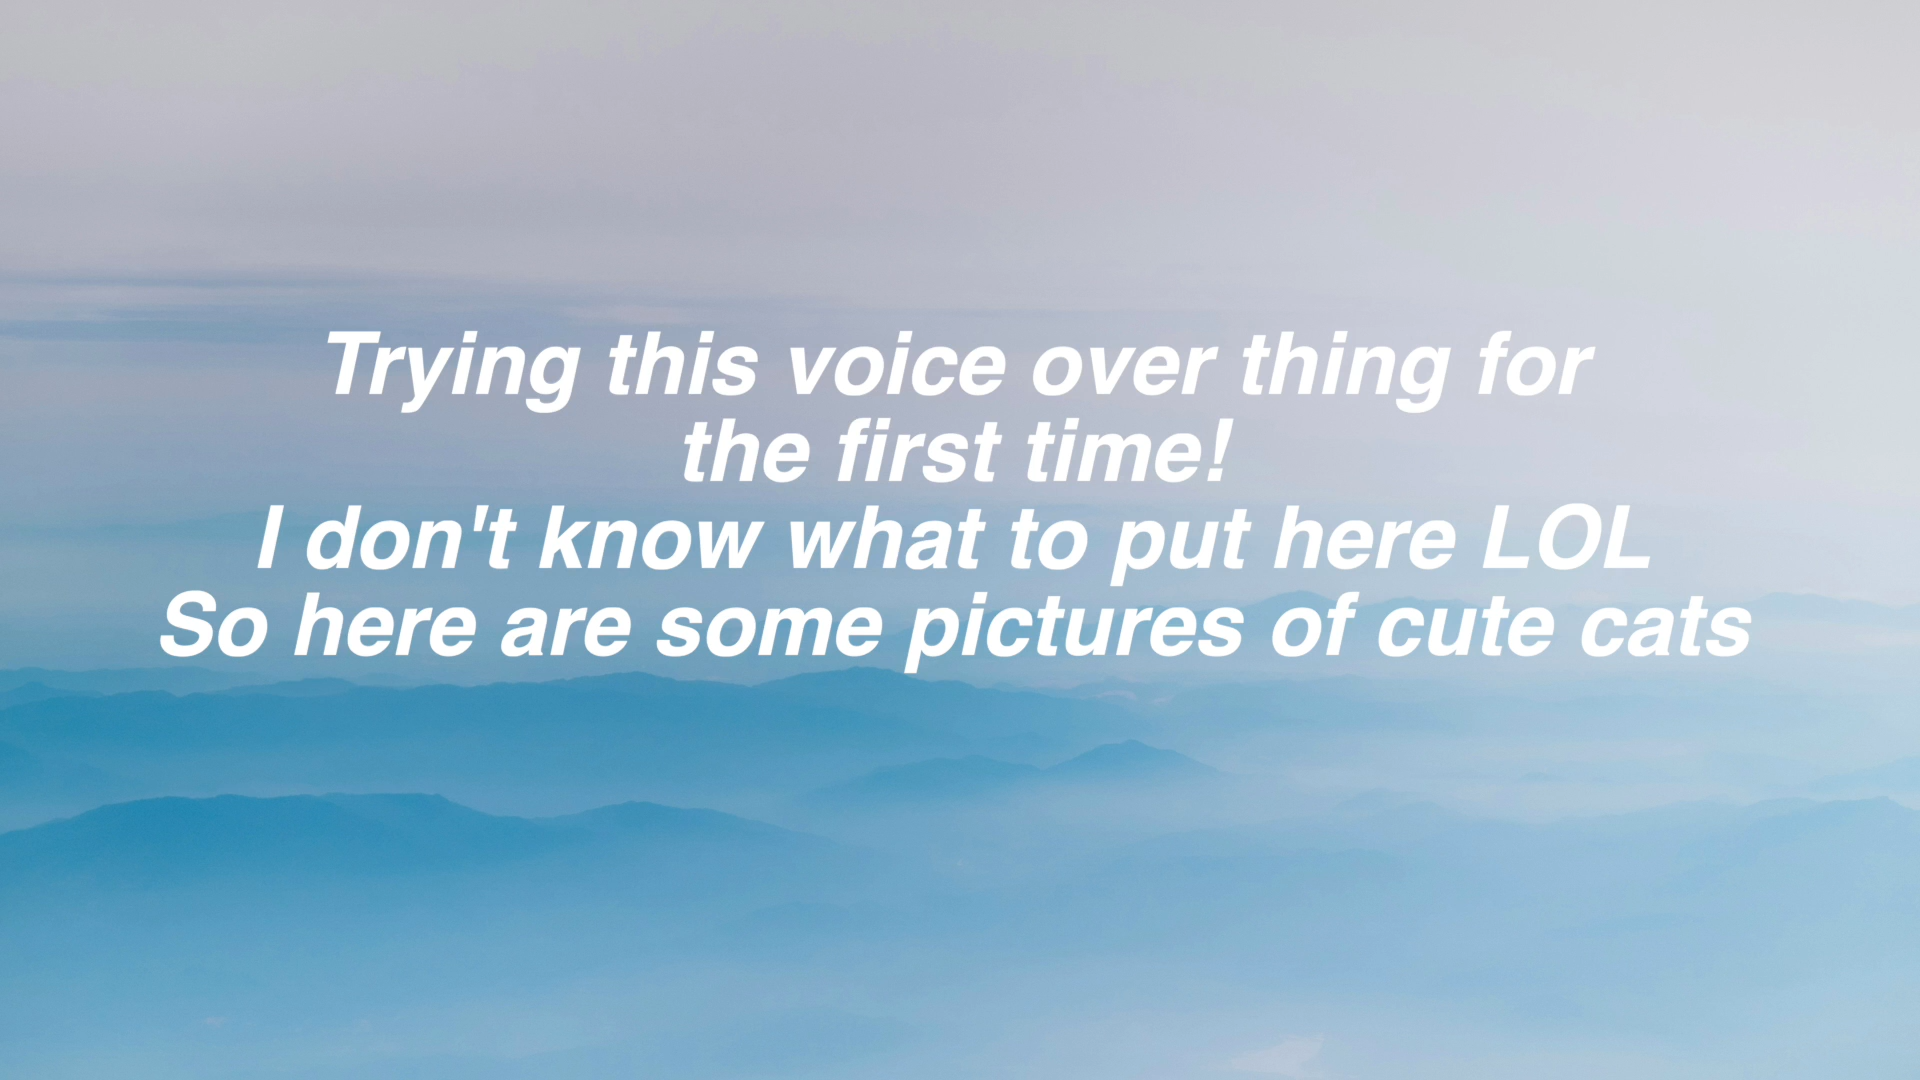 Trying this voice over thing for
the first time!
I don't know what to put here LOL
So here are some pictures of cute cats